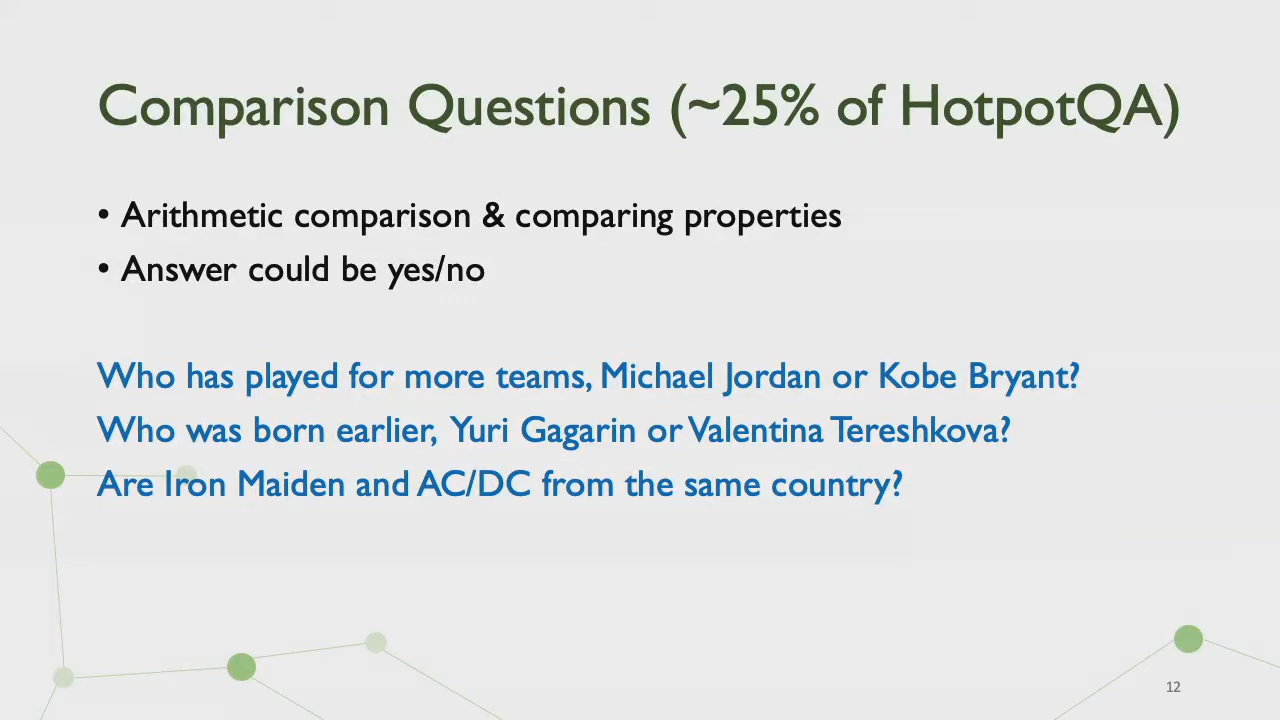 Comparison Questions (~25% of HotpotQA)
• Arithmetic comparison & comparing properties
• Answer could be yes/no
Who has played for more teams, Michael Jordan or Kobe Bryant?
Who was born earlier, Yuri Gagarin or Valentina Tereshkova?
Are Iron Maiden and AC/DC from the same country?
12